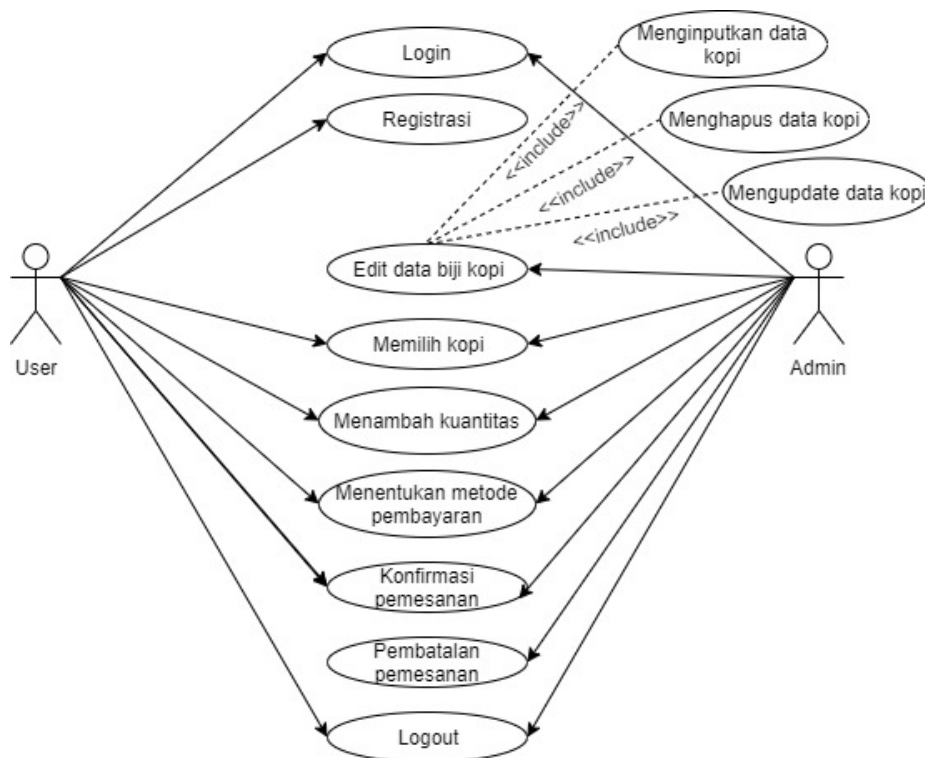 Login
Menginputkan data
kopi
Registrasi
<<include>>
Menghapus data kopi
<<include>>
Mengupdate data kopi
<<include>>
Edit data biji kopi
User
Memilih kopi
Admin
Menambah kuantitas
Menentukan metode
pembayaran
Konfirmasi
pemesanan
Pembatalan
pemesanan
Logout